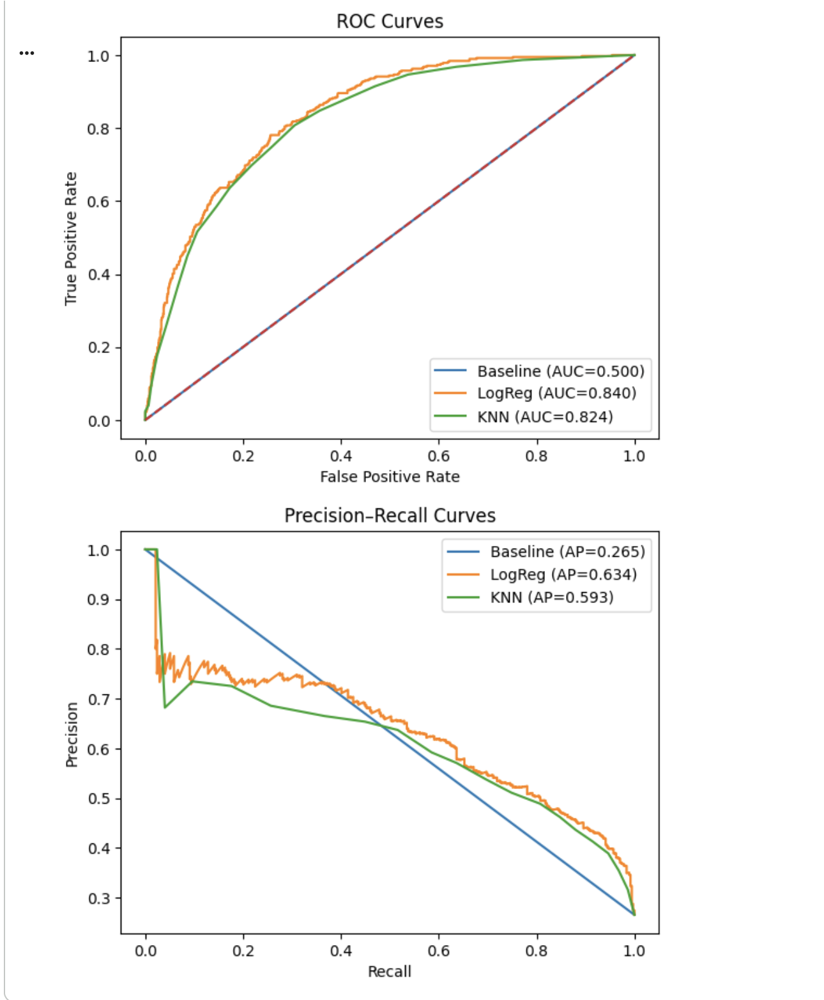 ROC Curves
...
1.0
0.8
0.6
0.4
0.2
0.0
True Positive Rate
Baseline (AUC=0.500)
LogReg (AUC=0.840)
KNN (AUC=0.824)
0.0 0.2 0.4 0.6 0.8 1.0
False Positive Rate
Precision–Recall Curves
1.0
0.9
0.8
0.7
0.6
0.5
0.4
0.3
Precision
Baseline (AP=0.265)
LogReg (AP=0.634)
KNN (AP=0.593)
0.0 0.2 0.4 0.6 0.8 1.0
Recall